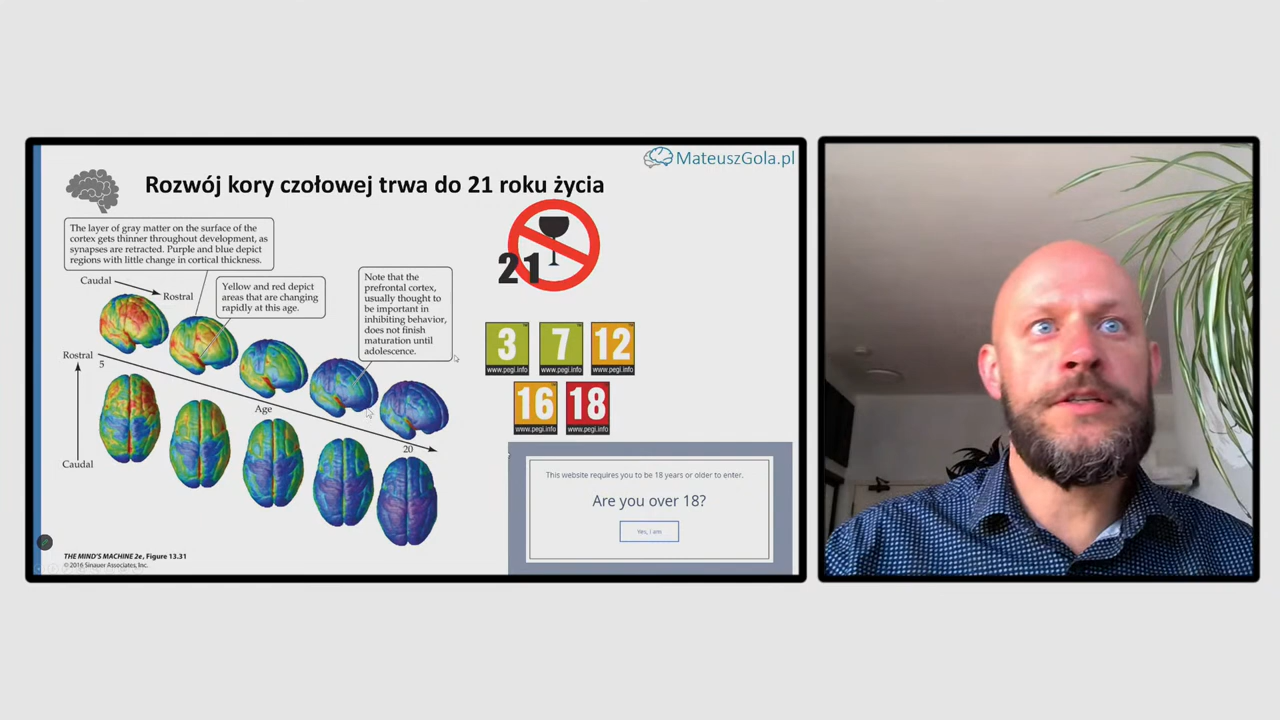 MateuszGola.pl
Rozwój kory czołowej trwa do 21 roku życia
The layer of gray matter on the surface of the
cortex gets thinner throughout development, as
synapses are retracted. Purple and blue depict
regions with little change in cortical thickness.
Caudal
Rostral
Yellow and red depict
areas that are changing
rapidly at this age.
Note that the
prefrontal cortex,
usually thought to
be important in
inhibiting behavior,
does not finish
maturation until
adolescence.
Rostral
5
Age
20
Caudal
THE MIND'S MACHINE 2e, Figure 13.31
© 2016 Sinauer Associates, Inc.
21
3 7 12
www.pegi.info www.pegi.info www.pegi.info
16 18
www.pegi.info www.pegi.info
This website requires you to be 18 years or older to enter.
Are you over 18?
Yes, I am